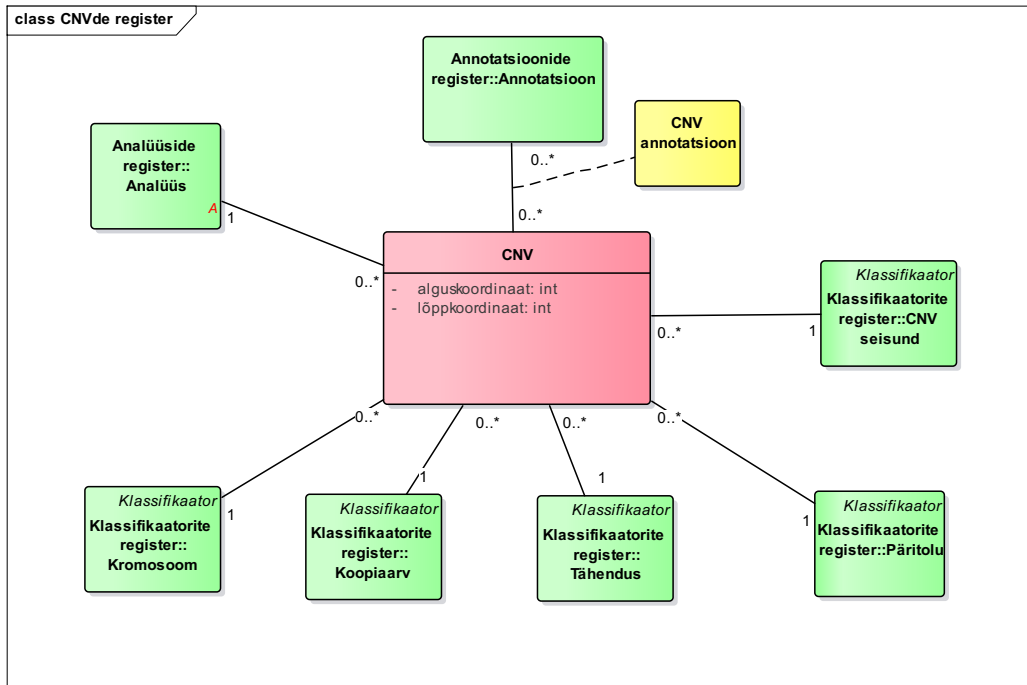 class CNVde register
Annotatsioonide
register::Annotatsioon
CNV
annotatsioon
Analüüside
register::
Analüüs
A
1
0..*
0..*
0..*
CNV
- alguskoordinaat: int
- lõppkoordinaat: int
Klassifikaator
Klassifikaatorite
register::CNV
seisund
0..*
1
0..*
0..*
0..*
0..*
1
1
1
1
Klassifikaator
Klassifikaatorite
register::
Kromosoom
Klassifikaator
Klassifikaatorite
register::
Koopiaarv
Klassifikaator
Klassifikaatorite
register::
Tähendus
Klassifikaator
Klassifikaatorite
register::Päritolu